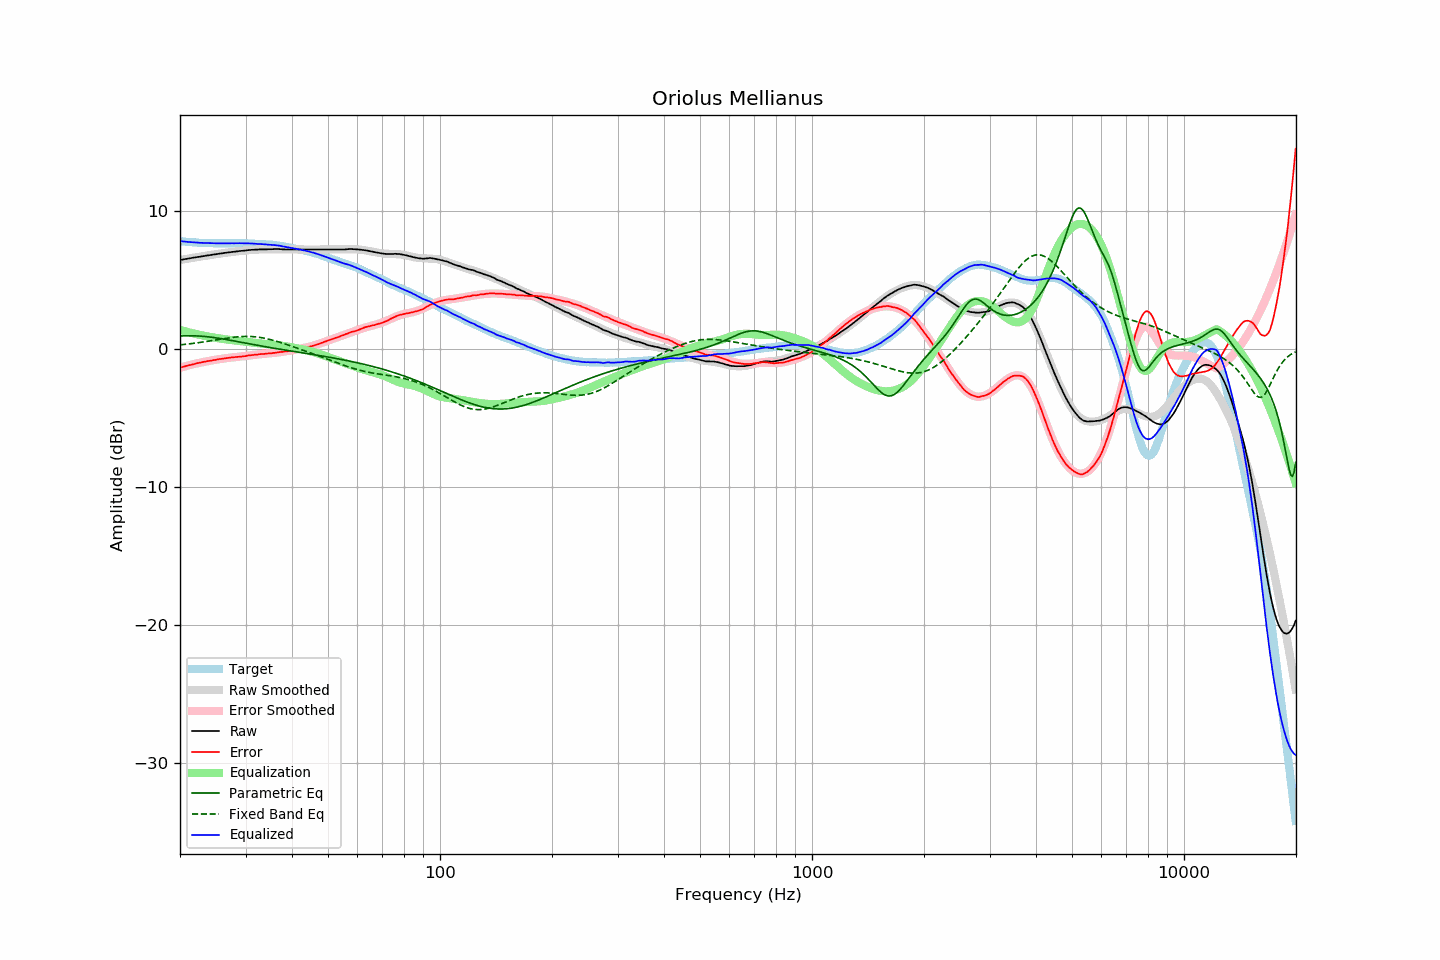 Oriolus Mellianus
Amplitude (dBr)
10
0
−10
−20
−30
Target
Raw Smoothed
Error Smoothed
Raw
Error
Equalization
Parametric Eq
Fixed Band Eq
Equalized
100
1000
10000
Frequency (Hz)